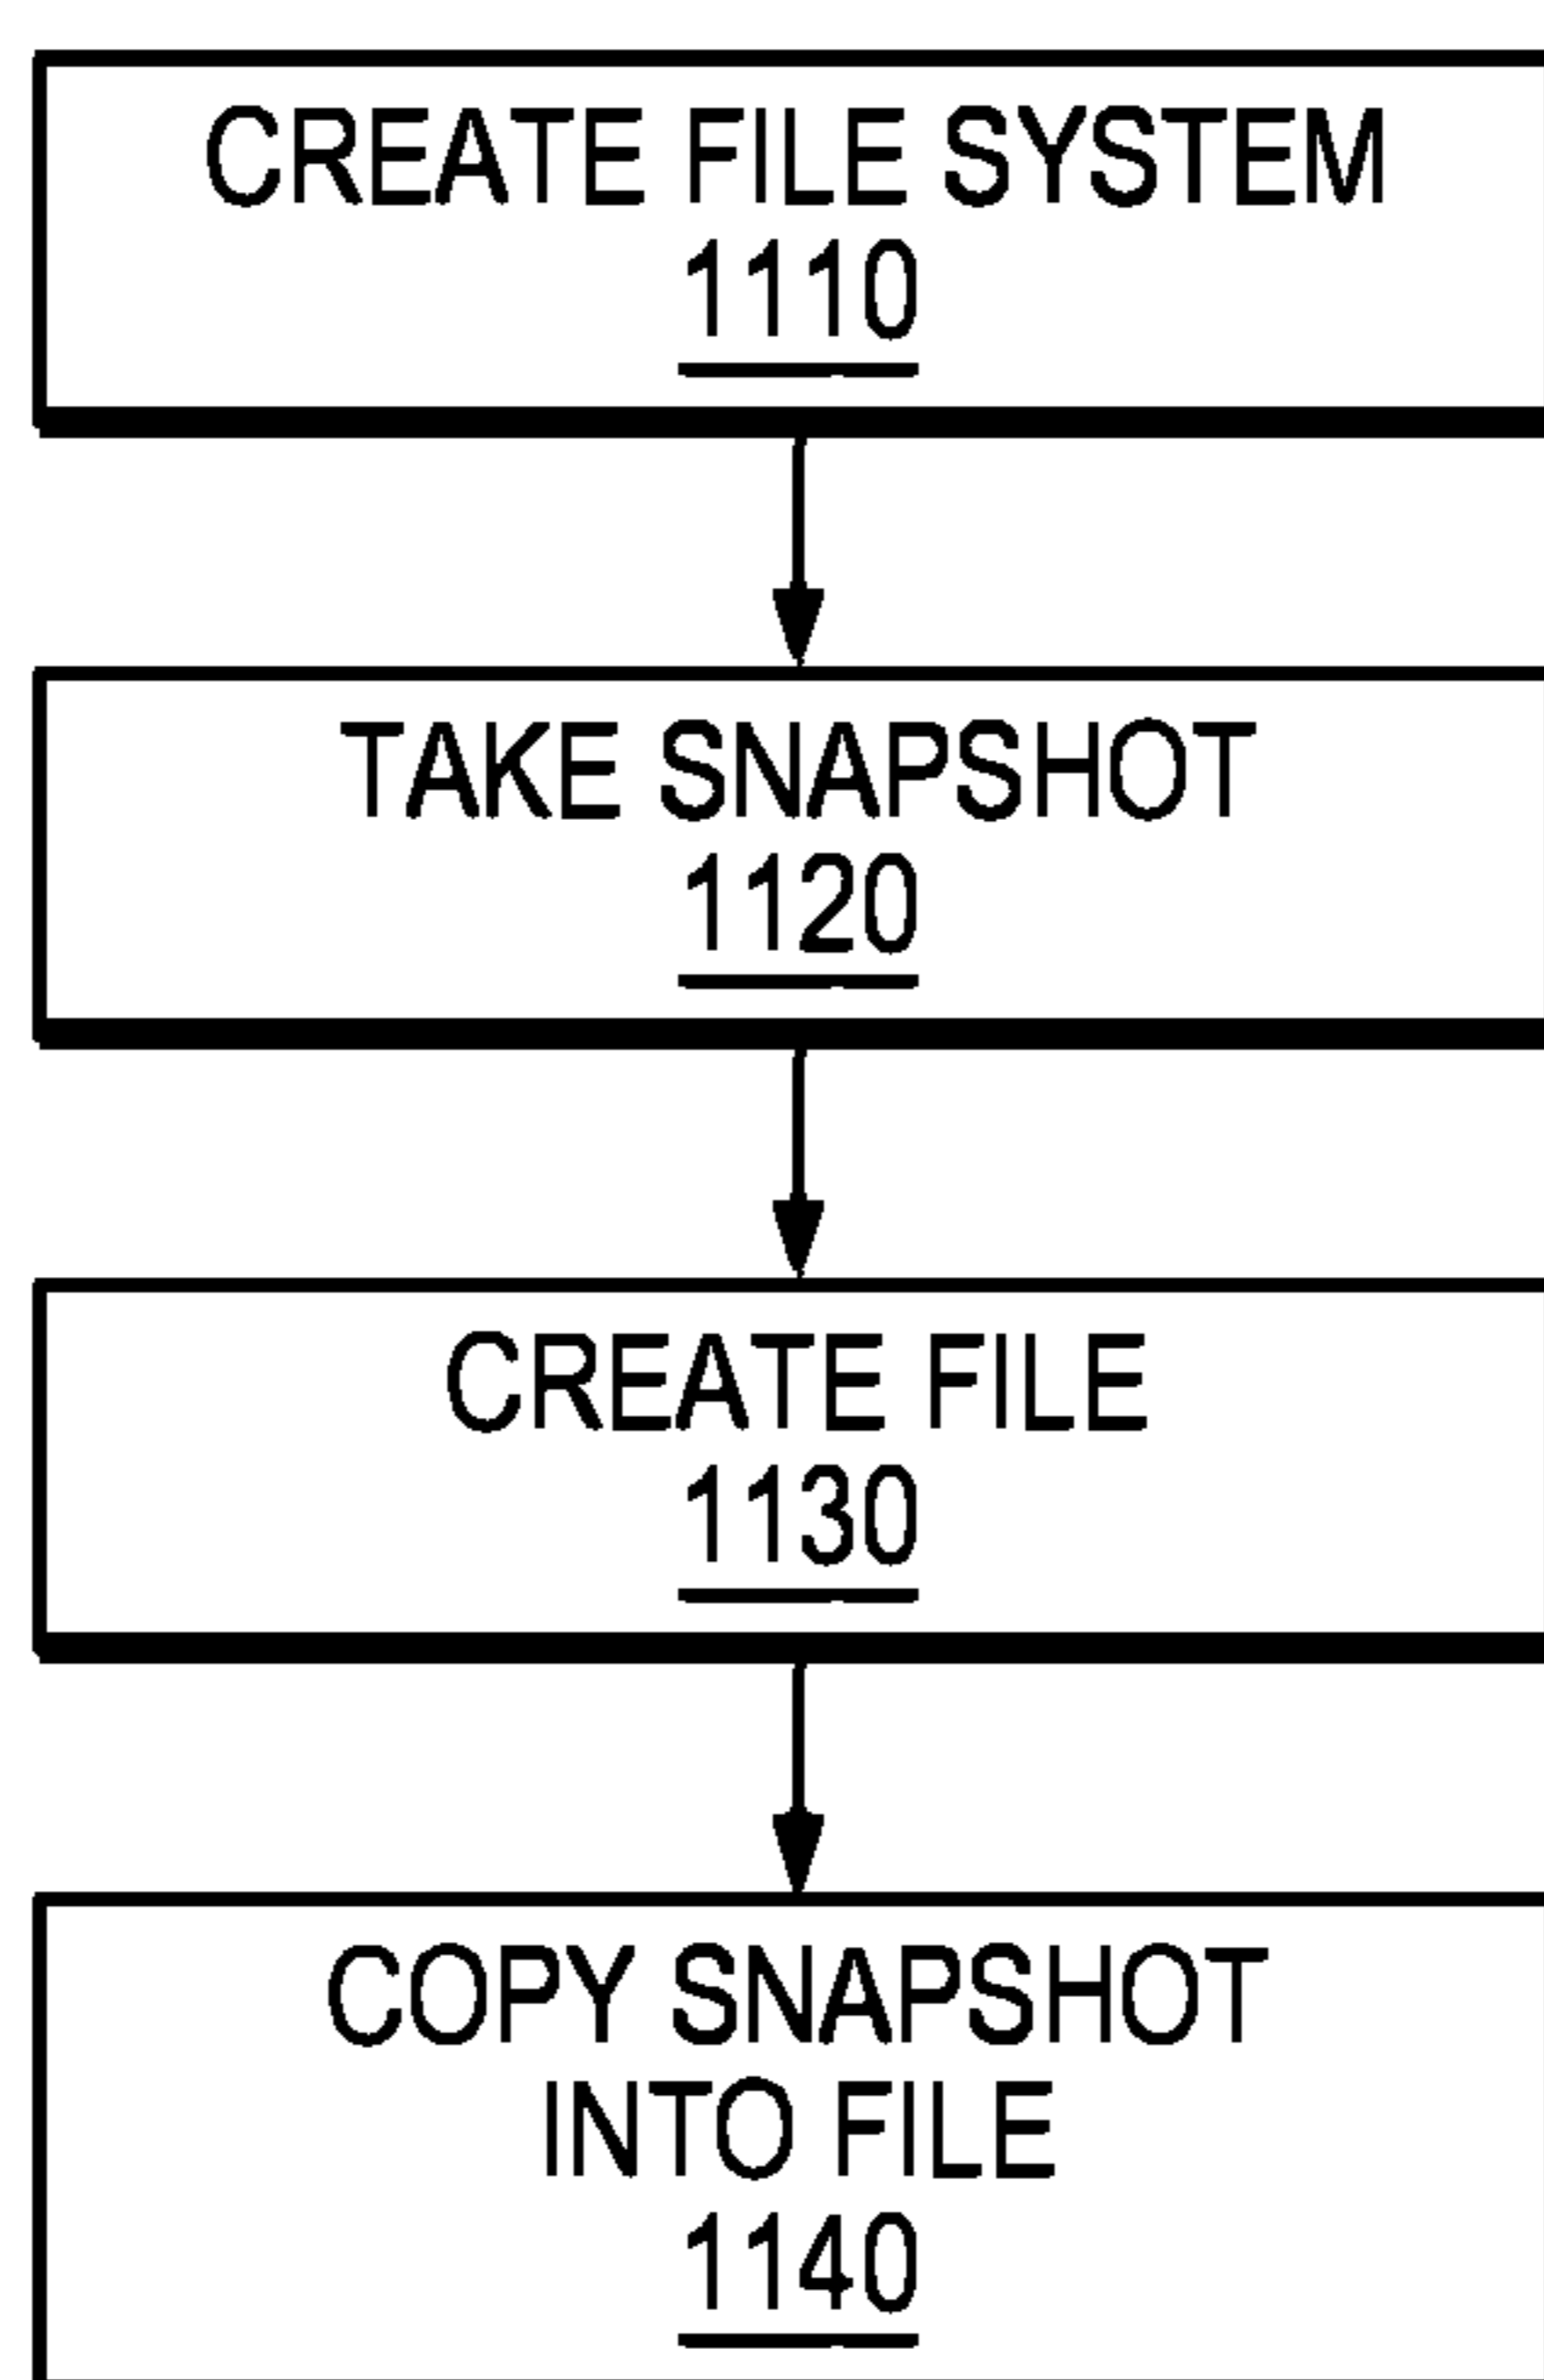 CREATE FILE SYSTEM
1110
TAKE SNAPSHOT
1120
CREATE FILE
1130
COPY SNAPSHOT
INTO FILE
1140